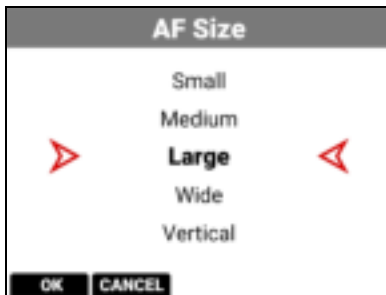 AF Size
Small
Medium
Large
Wide
Vertical
OK CANCEL